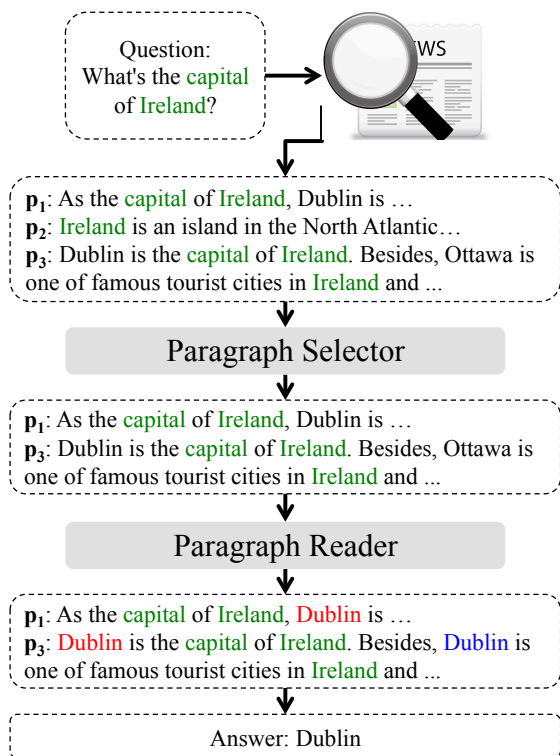 Question:
What's the capital
of Ireland?
WS
p1: As the capital of Ireland, Dublin is …
p2: Ireland is an island in the North Atlantic…
p3: Dublin is the capital of Ireland. Besides, Ottawa is
one of famous tourist cities in Ireland and ...
Paragraph Selector
p1: As the capital of Ireland, Dublin is …
p3: Dublin is the capital of Ireland. Besides, Ottawa is
one of famous tourist cities in Ireland and ...
Paragraph Reader
p1: As the capital of Ireland, Dublin is …
p3: Dublin is the capital of Ireland. Besides, Dublin is
one of famous tourist cities in Ireland and ...
Answer: Dublin